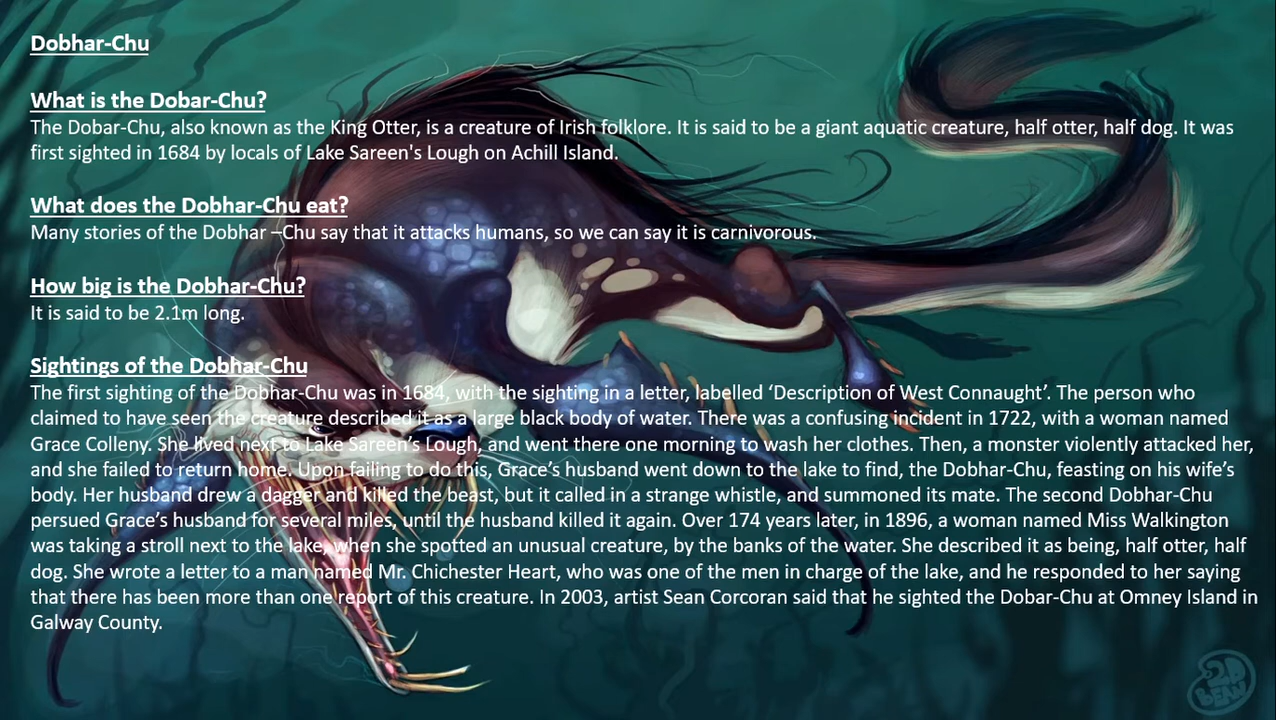 Dobhar-Chu
What is the Dobar-Chu?
The Dobar-Chu, also known as the King Otter, is a creature of Irish folklore. It is said to be a giant aquatic creature, half otter, half dog. It was
first sighted in 1684 by locals of Lake Sareen's Lough on Achill Island.
What does the Dobhar-Chu eat?
Many stories of the Dobhar –Chu say that it attacks humans, so we can say it is carnivorous.
How big is the Dobhar-Chu?
It is said to be 2.1m long.
Sightings of the Dobhar-Chu
The first sighting of the Dobhar-Chu was in 1684, with the sighting in a letter, labelled ‘Description of West Connaught’. The person who
claimed to have seen the creature described it as a large black body of water. There was a confusing incident in 1722, with a woman named
Grace Colleny. She lived next to Lake Sareen’s Lough, and went there one morning to wash her clothes. Then, a monster violently attacked her,
and she failed to return home. Upon failing to do this, Grace’s husband went down to the lake to find, the Dobhar-Chu, feasting on his wife’s
body. Her husband drew a dagger and killed the beast, but it called in a strange whistle, and summoned its mate. The second Dobhar-Chu
persued Grace’s husband for several miles, until the husband killed it again. Over 174 years later, in 1896, a woman named Miss Walkington
was taking a stroll next to the lake, when she spotted an unusual creature, by the banks of the water. She described it as being, half otter, half
dog. She wrote a letter to a man named Mr. Chichester Heart, who was one of the men in charge of the lake, and he responded to her saying
that there has been more than one report of this creature. In 2003, artist Sean Corcoran said that he sighted the Dobar-Chu at Omney Island in
Galway County.
2D
BEAN